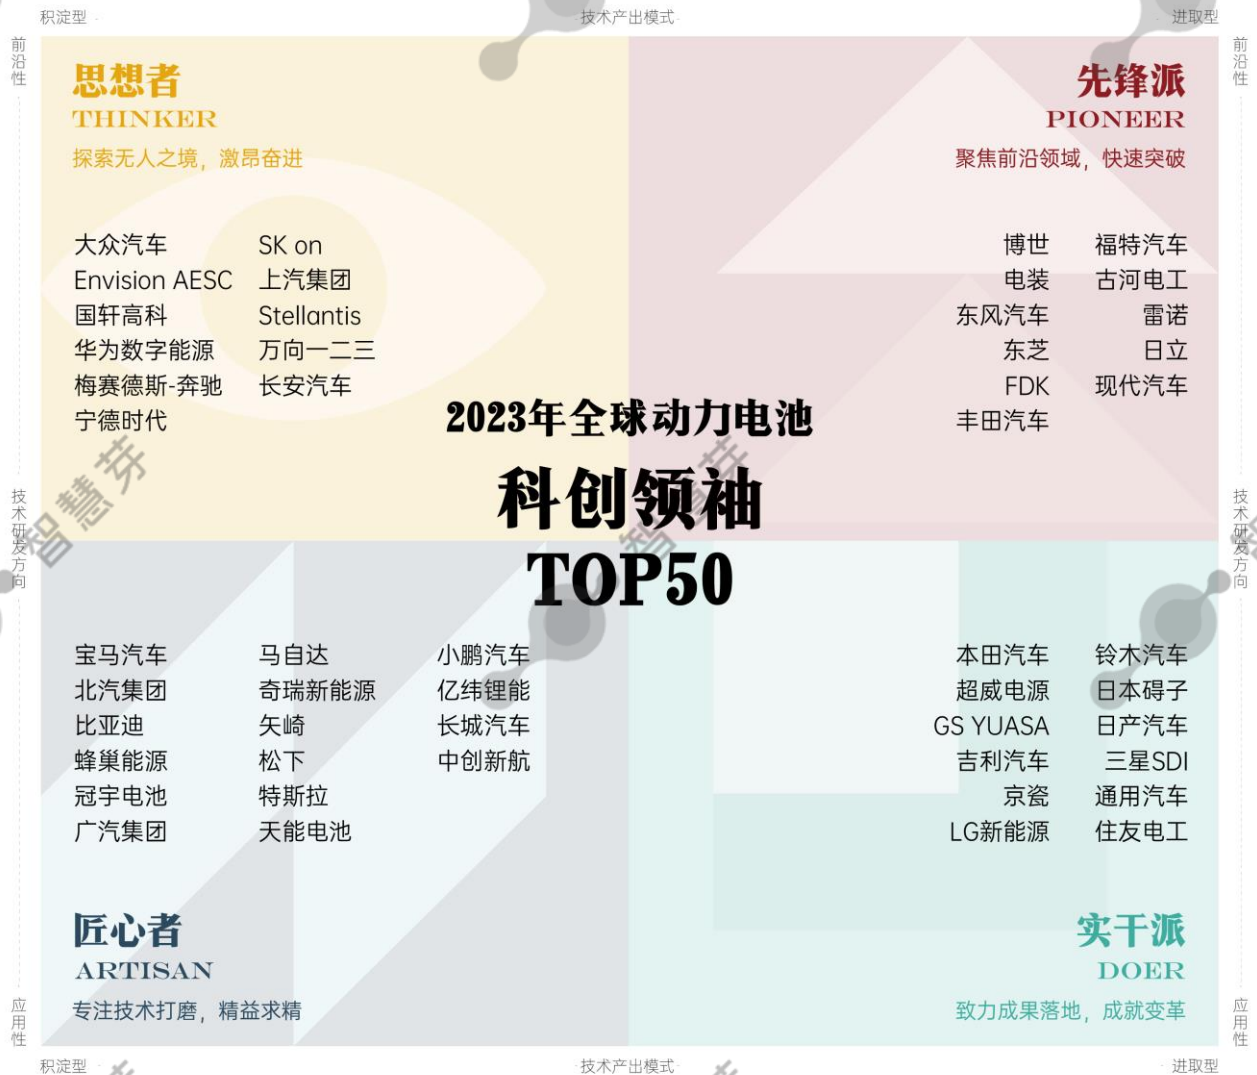 积淀型 技术产出模式 进取型
前沿性
前沿性
思想者
THINKER
探索无人之境，激昂奋进
先锋派
PIONEER
聚焦前沿领域，快速突破
大众汽车 SK on
Envision AESC 上汽集团
国轩高科 Stellantis
华为数字能源 万向一二三
梅赛德斯-奔驰 长安汽车
宁德时代
博世 福特汽车
电装 古河电工
东风汽车 雷诺
东芝 日立
FDK 现代汽车
丰田汽车
2023年全球动力电池
科创领袖
TOP50
技术研发方向
技术研发方向
智慧芽
智慧芽
宝马汽车 马自达 小鹏汽车
北汽集团 奇瑞新能源 亿纬锂能
比亚迪 矢崎 长城汽车
蜂巢能源 松下 中创新航
冠宇电池 特斯拉
广汽集团 天能电池
本田汽车 铃木汽车
超威电源 日本碍子
GS YUASA 日产汽车
吉利汽车 三星SDI
京瓷 通用汽车
LG新能源 住友电工
匠心者
ARTISAN
专注技术打磨，精益求精
实干派
DOER
致力成果落地，成就变革
应用性
应用性
积淀型 技术产出模式 进取型